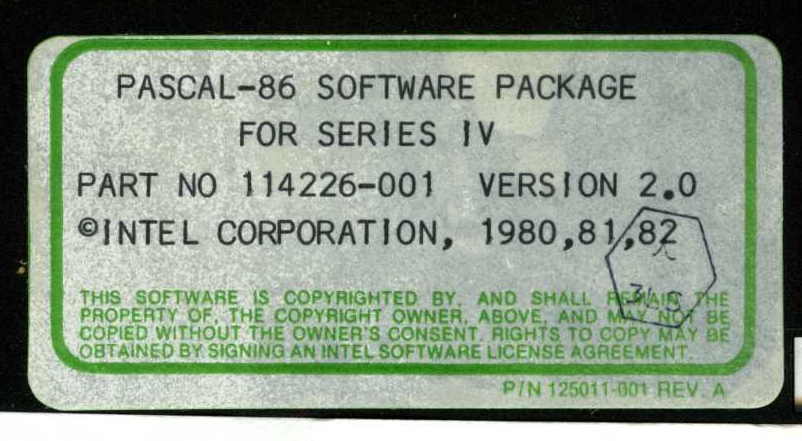 PASCAL-86 SOFTWARE PACKAGE
FOR SERIES IV
PART NO 114226-001 VERSION 2.0
©INTEL CORPORATION, 1980,81,82
THIS SOFTWARE IS COPYRIGHTED BY, AND SHALL REMAIN THE
PROPERTY OF, THE COPYRIGHT OWNER, ABOVE, AND MAY NOT BE
COPIED WITHOUT THE OWNER'S CONSENT. RIGHTS TO COPY MAY BE
OBTAINED BY SIGNING AN INTEL SOFTWARE LICENSE AGREEMENT.
P/N 125011-001 REV. A